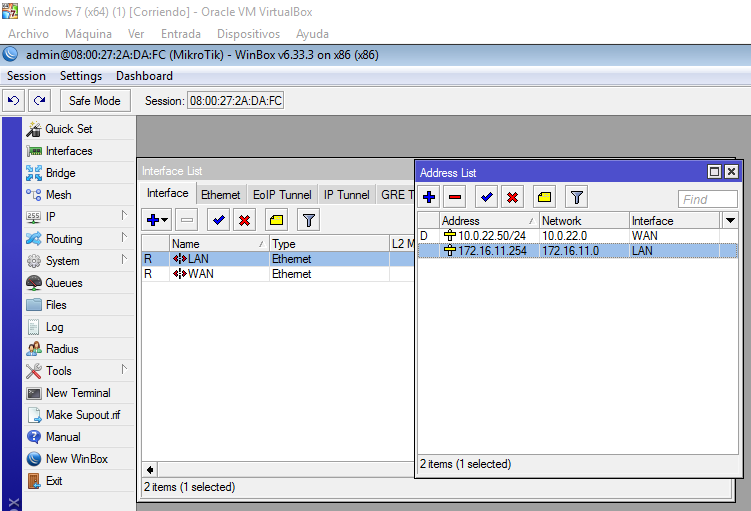 Windows 7 (x64) (1) [Corriendo] - Oracle VM VirtualBox
Archivo Máquina Ver Entrada Dispositivos Ayuda
admin@08:00:27:2A:DA:FC (MikroTik) - WinBox v6.33.3 on x86 (x86)
Session Settings Dashboard
Safe Mode Session: 08:00:27:2A:DA:FC
Quick Set
Interfaces
Bridge
Mesh
IP
Routing
System
Queues
Files
Log
Radius
Tools
New Terminal
Make Supout.rif
Manual
New WinBox
Exit
Interface List
Interface Ethernet EoIP Tunnel IP Tunnel GRE T
Name Type L2 M
R LAN Ethernet
R WAN Ethernet
2 items (1 selected)
Address List
Find
Address Network Interface
D 10.0.22.50/24 10.0.22.0 WAN
172.16.11.254 172.16.11.0 LAN
2 items (1 selected)